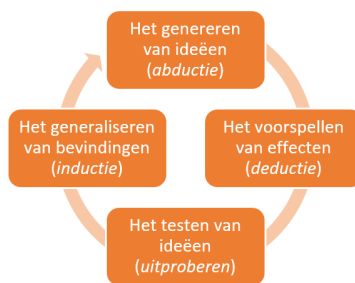 Het genereren
van ideeën
(abductie)
Het voorspellen
van effecten
(deductie)
Het testen van
ideeën
(uitproberen)
Het generaliseren
van bevindingen
(inductie)